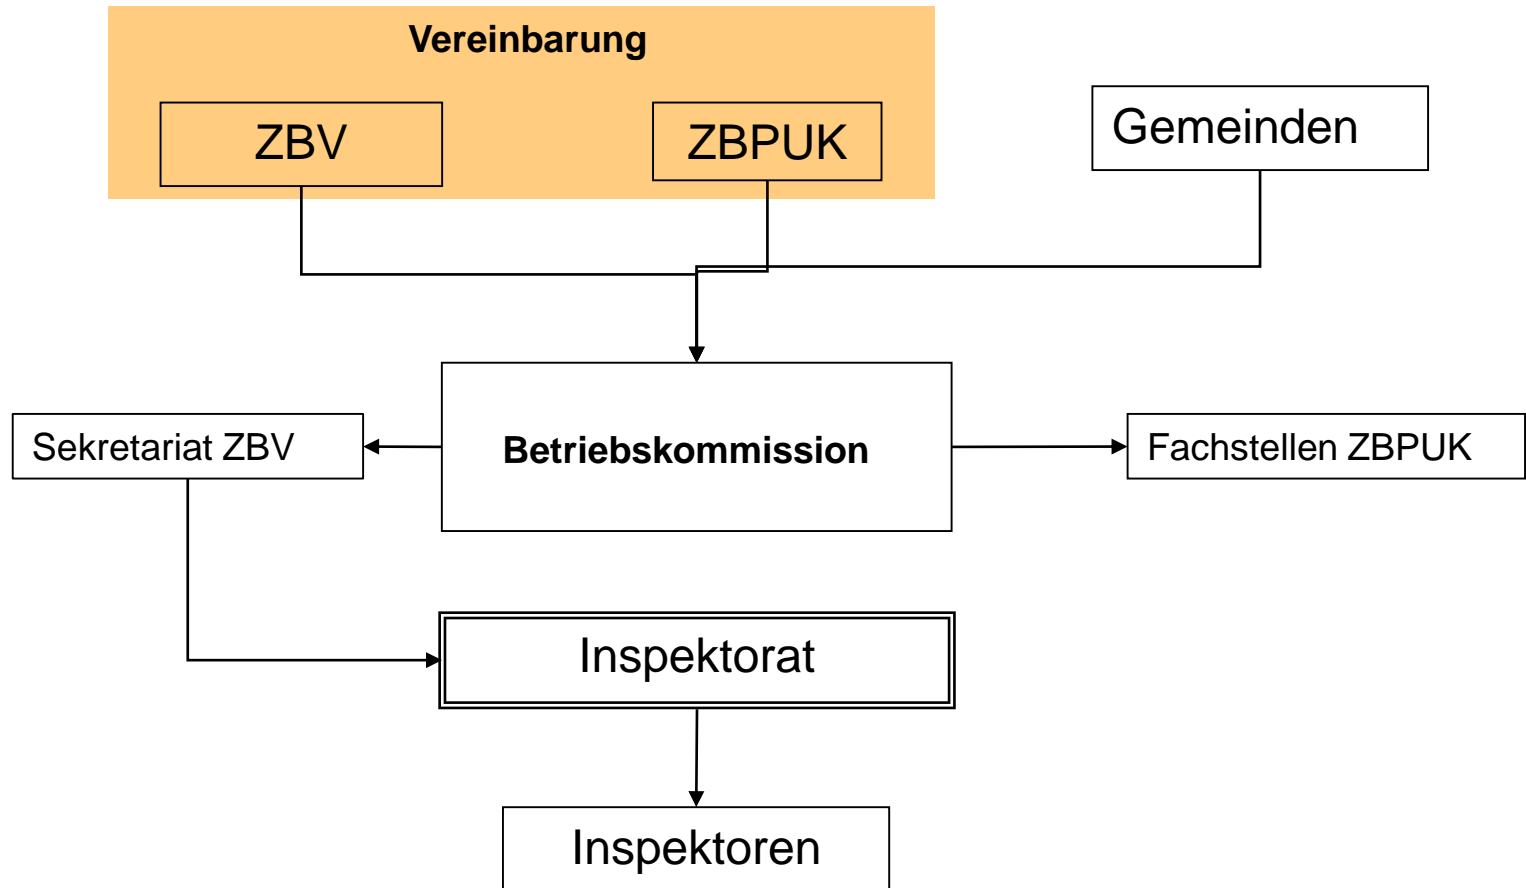 Vereinbarung
ZBV
ZBPUK
Gemeinden
Sekretariat ZBV
Betriebskommission
Fachstellen ZBPUK
Inspektorat
Inspektoren